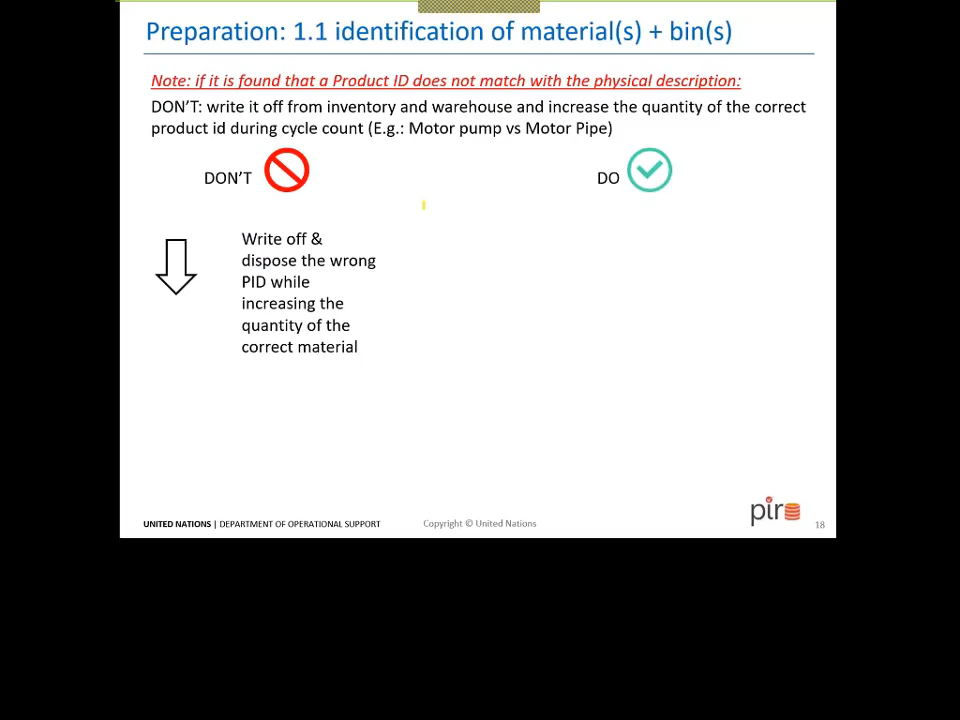 Preparation: 1.1 identification of material(s) + bin(s)
Note: if it is found that a Product ID does not match with the physical description:
DON'T: write it off from inventory and warehouse and increase the quantity of the correct
product id during cycle count (E.g.: Motor pump vs Motor Pipe)
DON'T
DO
Write off &
dispose the wrong
PID while
increasing the
quantity of the
correct material
UNITED NATIONS | DEPARTMENT OF OPERATIONAL SUPPORT
Copyright © United Nations
pir
18